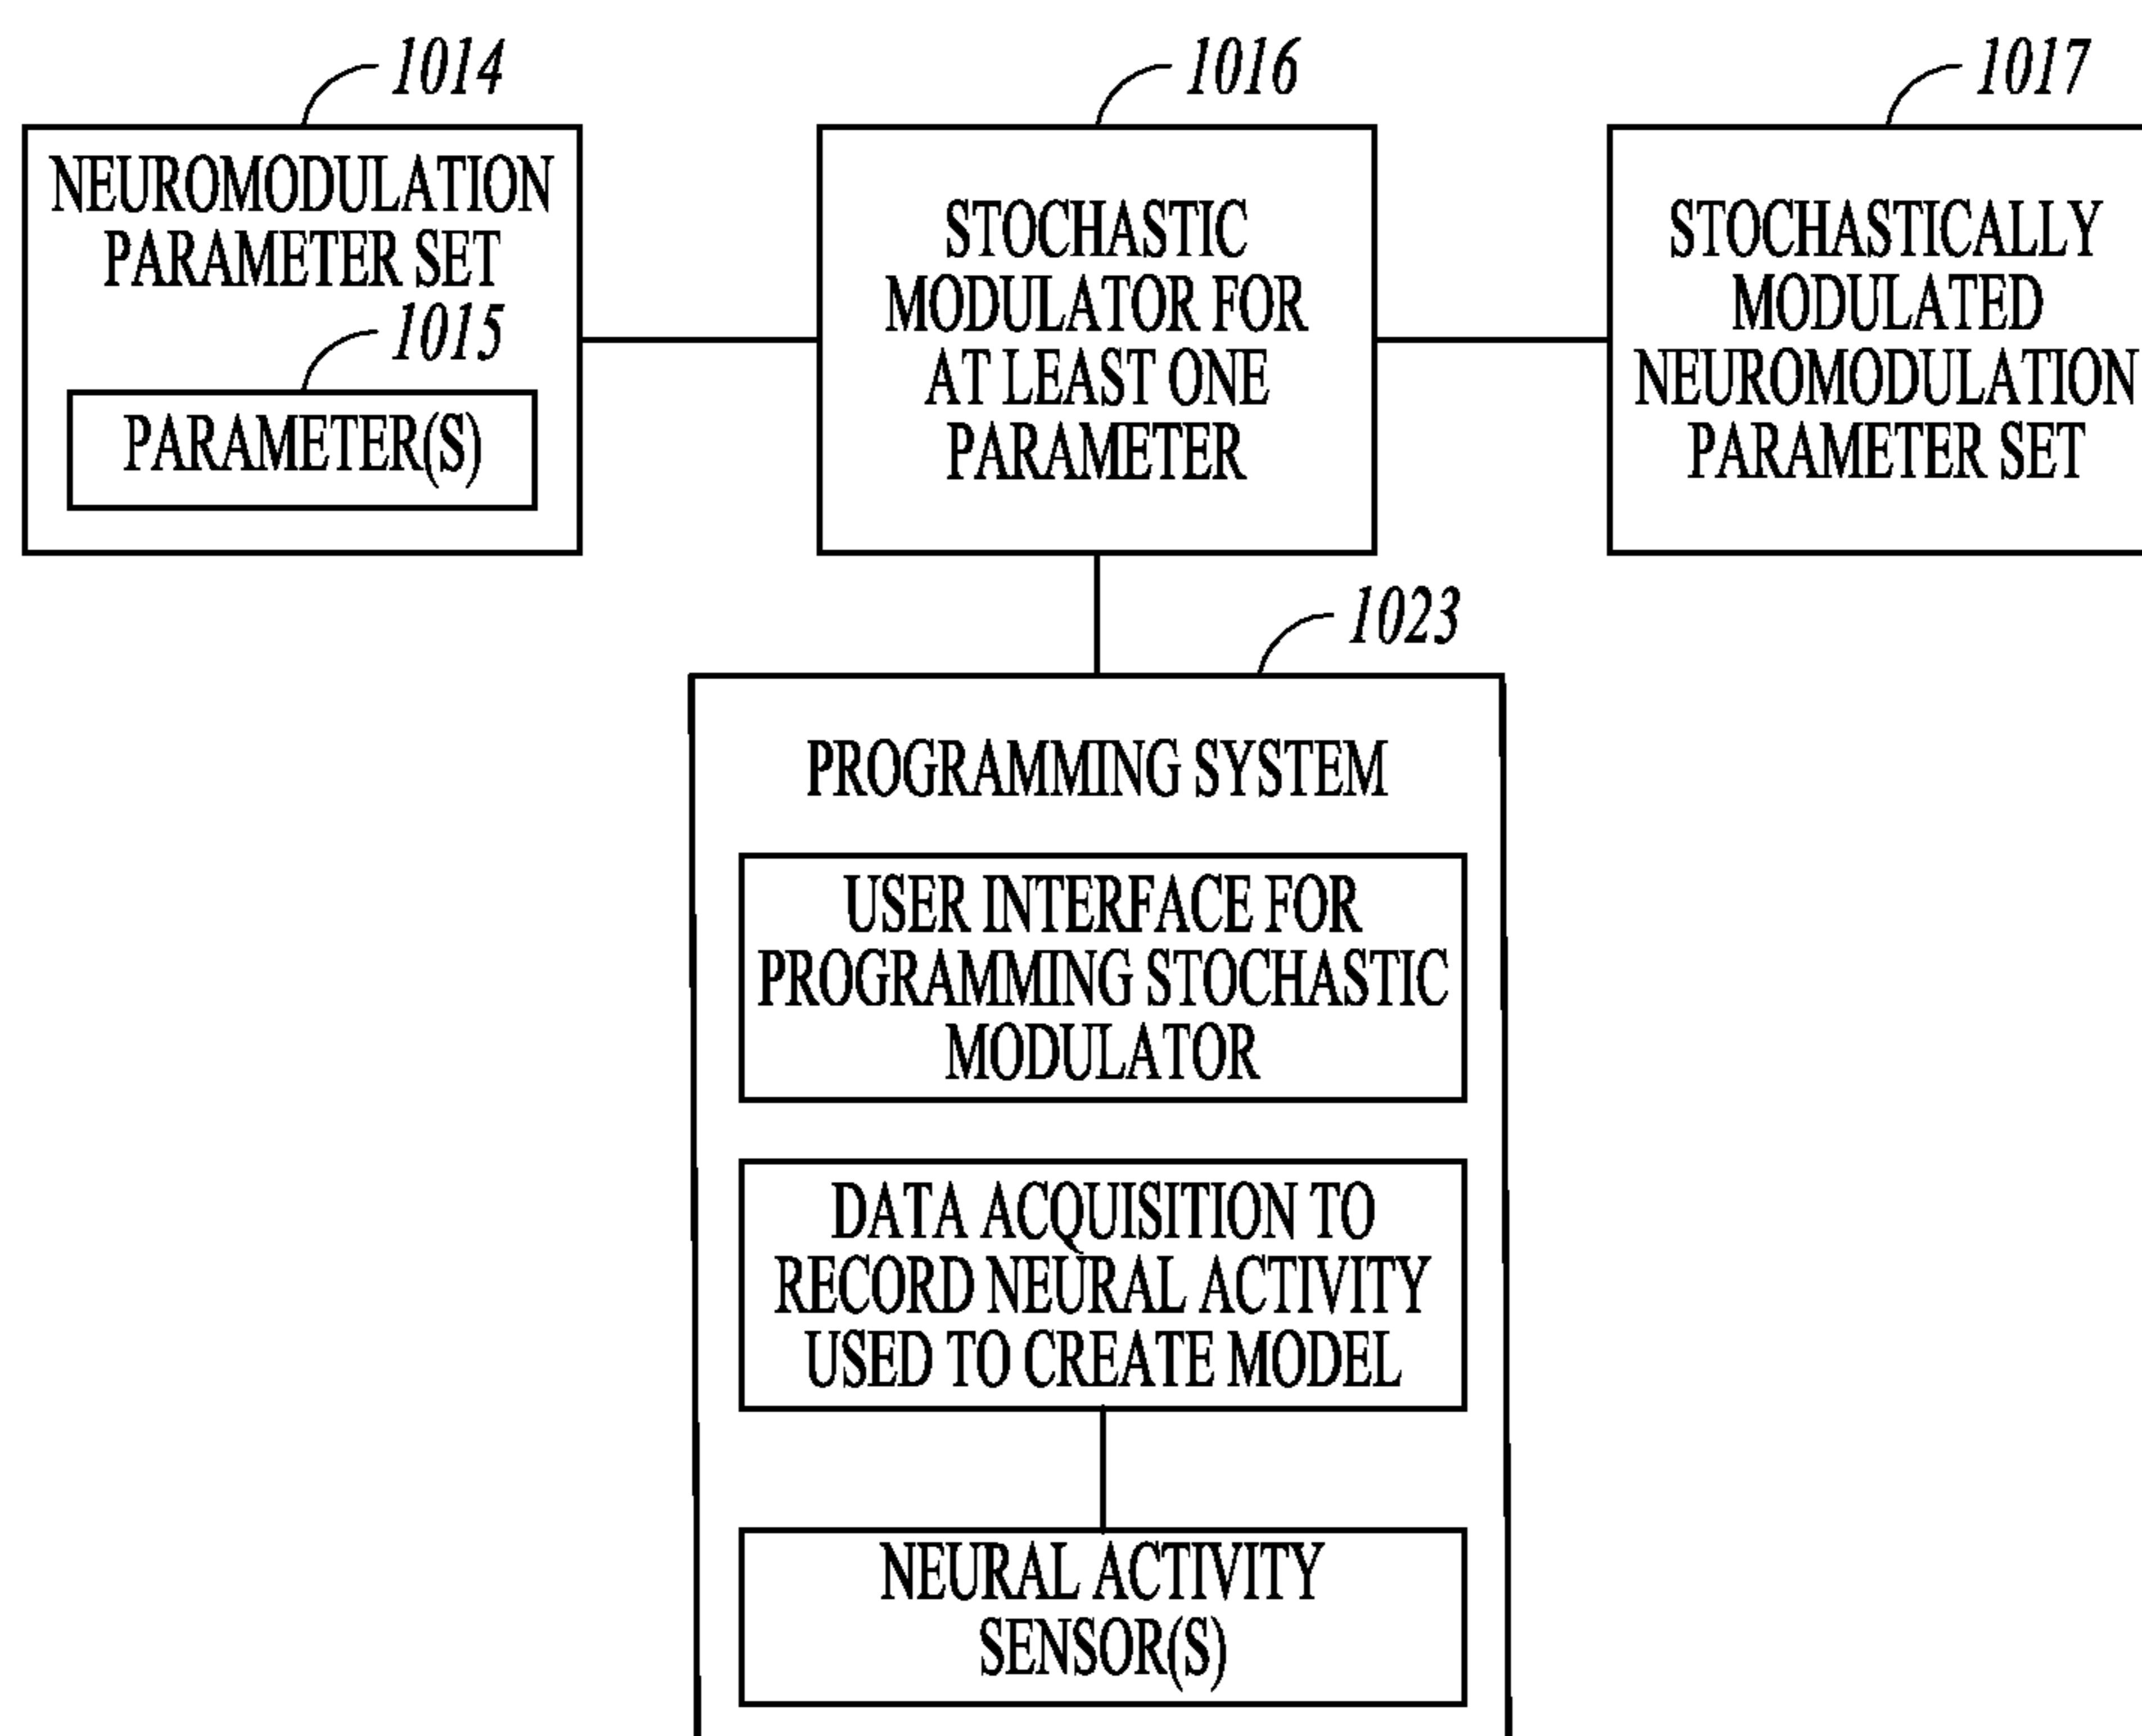 1014
NEUROMODULATION
PARAMETER SET
1015
PARAMETER(S)
1016
STOCHASTIC
MODULATOR FOR
AT LEAST ONE
PARAMETER
1017
STOCHASTICALLY
MODULATED
NEUROMODULATION
PARAMETER SET
1023
PROGRAMMING SYSTEM
USER INTERFACE FOR
PROGRAMMING STOCHASTIC
MODULATOR
DATA ACQUISITION TO
RECORD NEURAL ACTIVITY
USED TO CREATE MODEL
NEURAL ACTIVITY
SENSOR(S)